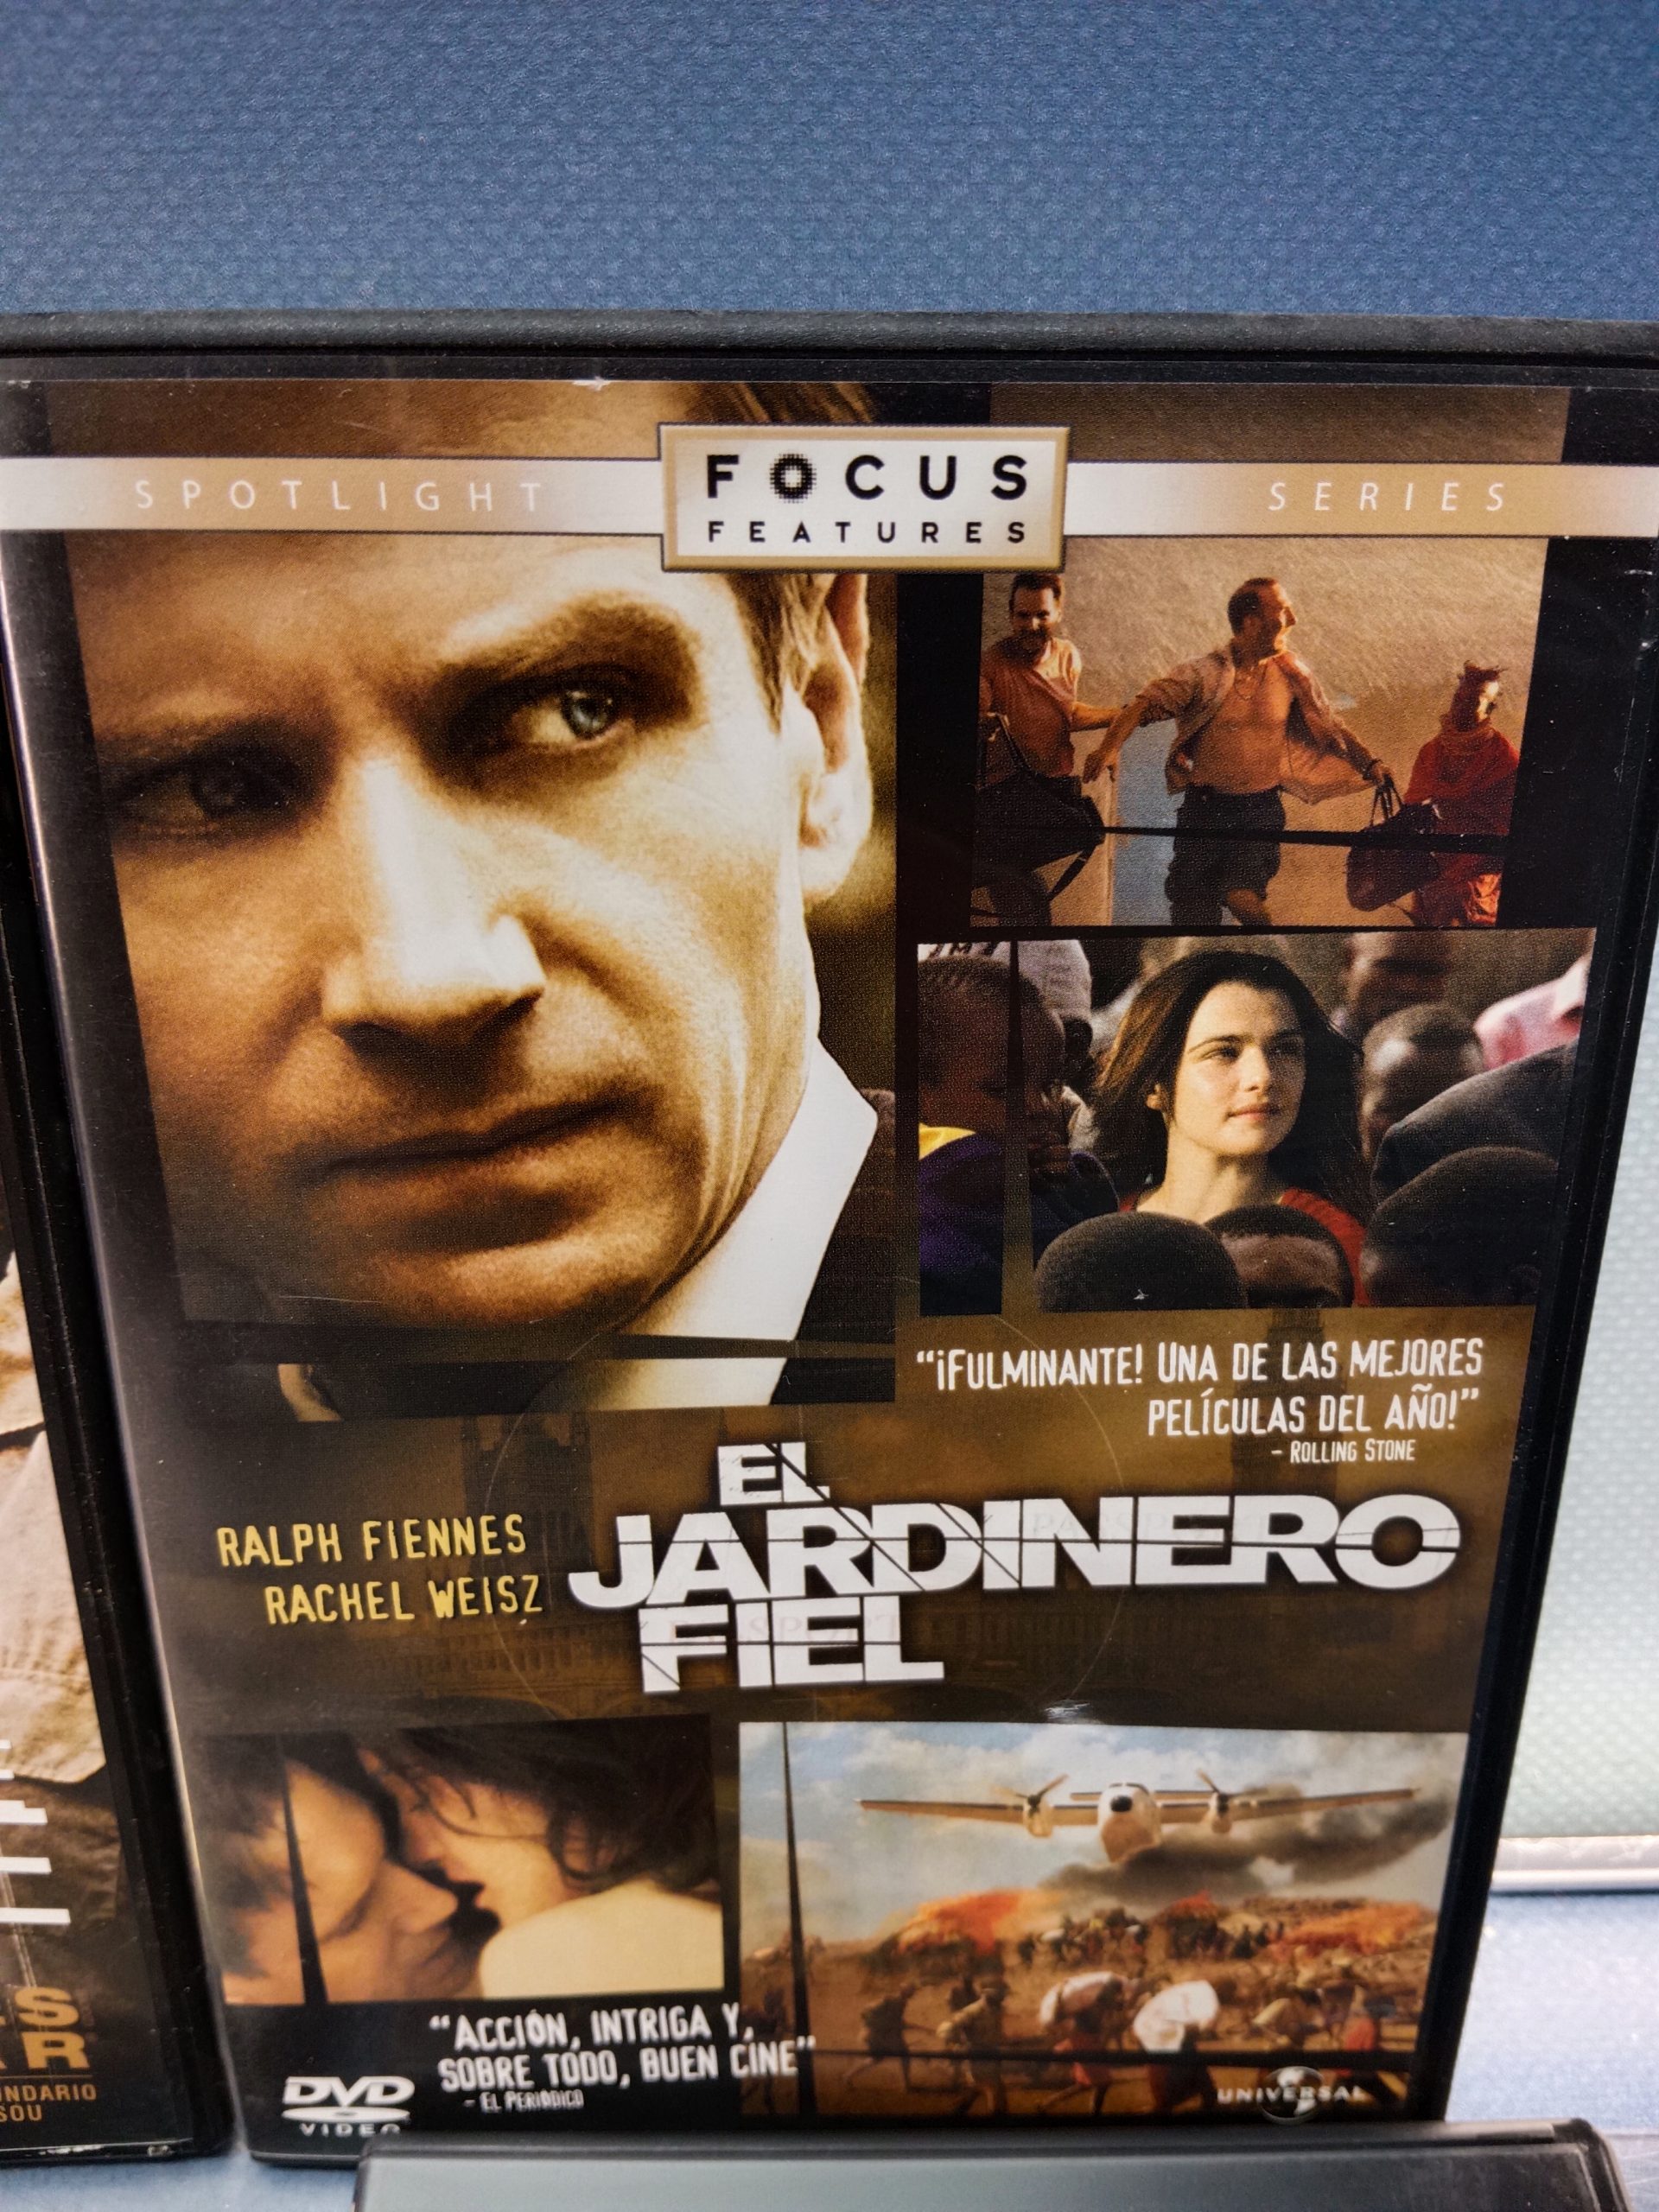 SPOTLIGHT
FOCUS
FEATURES
SERIES
“¡FULMINANTE! UNA DE LAS MEJORES
PELÍCULAS DEL AÑO!”
- ROLLING STONE
RALPH FIENNES
RACHEL WEISZ
EL
JARDINERO
FIEL
“ACCIÓN, INTRIGA Y,
SOBRE TODO, BUEN CINE”
- EL PERIÓDICO
DVD
VIDEO
UNIVERSAL